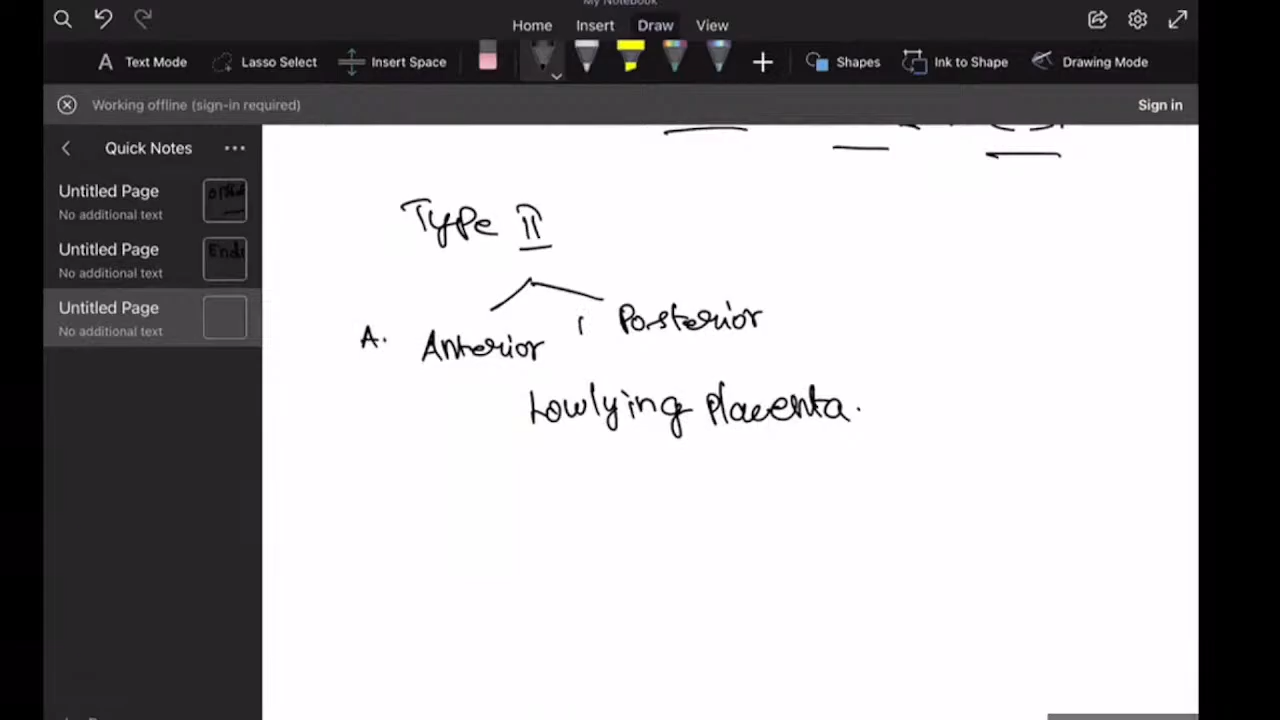 My Notebook
Home Insert Draw View
Text Mode Lasso Select Insert Space Shapes Ink to Shape Drawing Mode
Working offline (sign-in required) Sign in
Quick Notes
Untitled Page
No additional text
Untitled Page
No additional text
Untitled Page
No additional text
Type II
A. Anterior Posterior
Lowlying Placenta.